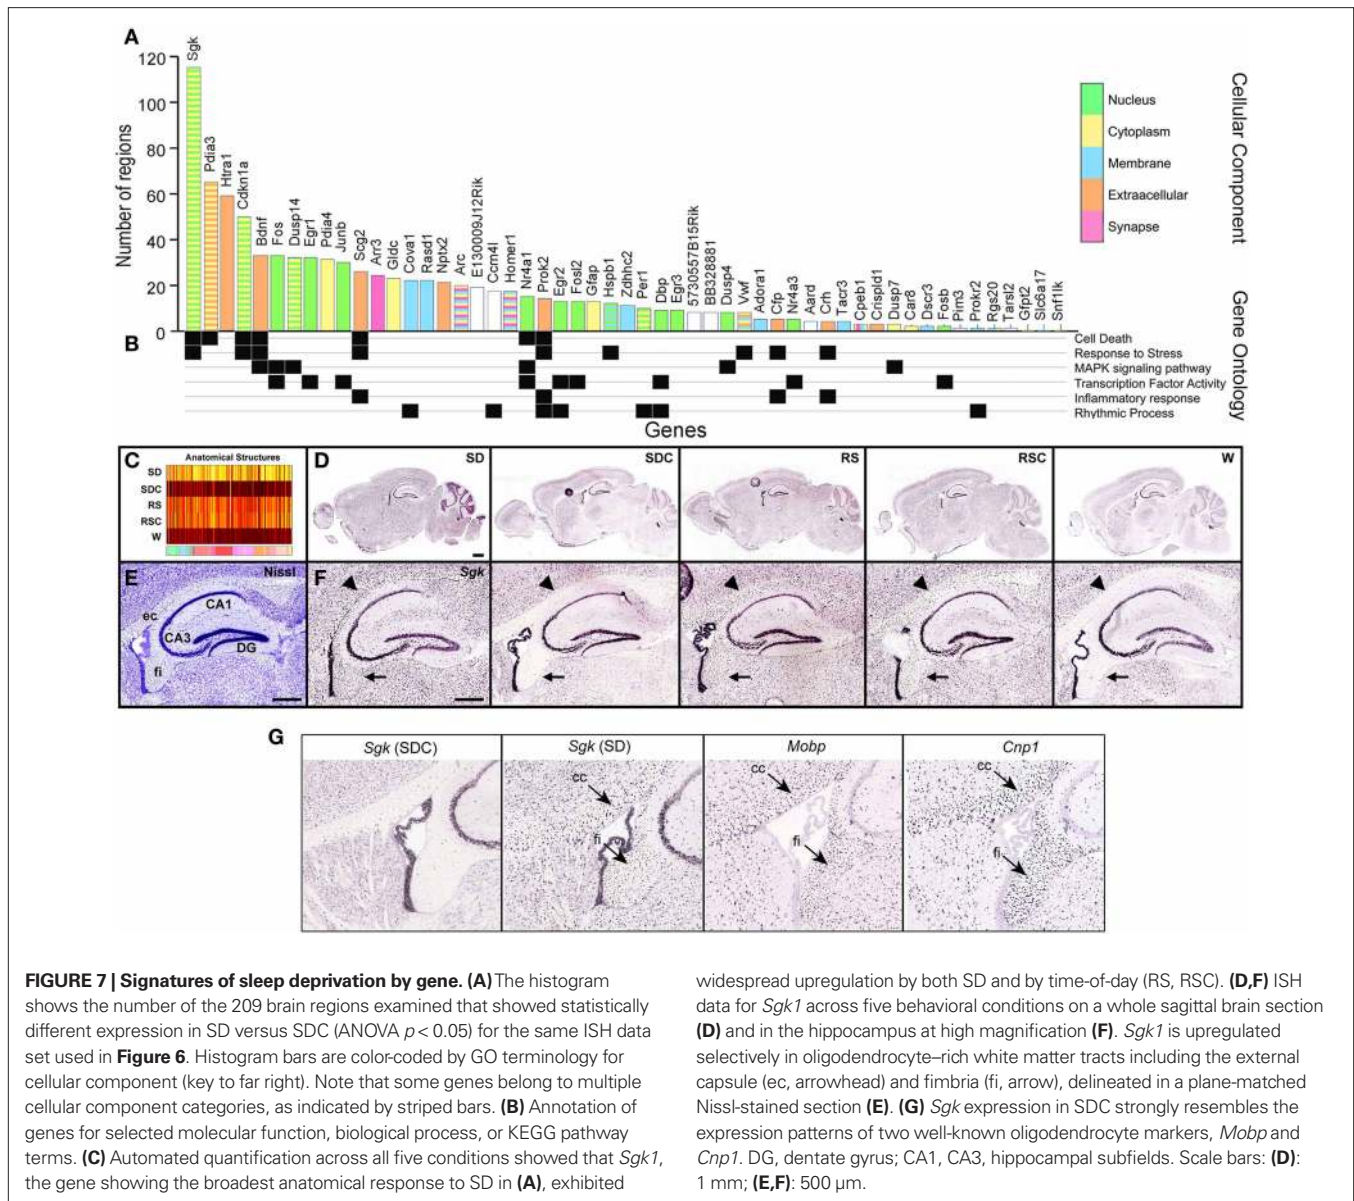 A
Number of regions
120
100
80
60
40
20
0
Sgk
Pdia3
Htra1
Cdkn1a
Bdnf
Fos
Dusp14
Egr1
Pdia4
Junb
Scg2
Arr3
Gldc
Cova1
Rasd1
Nptx2
Arc
E130009J12Rik
Ccrn4l
Homer1
Nr4a1
Prok2
Egr2
Fosl2
Gfap
Hspb1
Zdhhc2
Per1
Dbp
Egr3
5730557B15Rik
BB328881
Dusp4
Vwf
Adora1
Cfp
Nr4a3
Aard
Crh
Tacr3
Cpeb1
Crispld1
Dusp7
Car8
Dscr3
Fosb
Pim3
Prokr2
Rgs20
Tarsl2
Gfpt2
Slc6a17
Snf1lk
Nucleus
Cytoplasm
Membrane
Extraacellular
Synapse
Cellular Component
B
Cell Death
Response to Stress
MAPK signaling pathway
Transcription Factor Activity
Inflammatory response
Rhythmic Process
Gene Ontology
Genes
C
Anatomical Structures
SD
SDC
RS
RSC
W
D
SD
SDC
RS
RSC
W
E
Nissl
ec
CA1
CA3
DG
fi
F
Sgk
G
Sgk (SDC)
Sgk (SD)
Mobp
Cnp1
cc
fi
cc
fi
cc
fi
FIGURE 7 | Signatures of sleep deprivation by gene. (A) The histogram
shows the number of the 209 brain regions examined that showed statistically
different expression in SD versus SDC (ANOVA p < 0.05) for the same ISH data
set used in Figure 6. Histogram bars are color-coded by GO terminology for
cellular component (key to far right). Note that some genes belong to multiple
cellular component categories, as indicated by striped bars. (B) Annotation of
genes for selected molecular function, biological process, or KEGG pathway
terms. (C) Automated quantification across all five conditions showed that Sgk1,
the gene showing the broadest anatomical response to SD in (A), exhibited
widespread upregulation by both SD and by time-of-day (RS, RSC). (D,F) ISH
data for Sgk1 across five behavioral conditions on a whole sagittal brain section
(D) and in the hippocampus at high magnification (F). Sgk1 is upregulated
selectively in oligodendrocyte–rich white matter tracts including the external
capsule (ec, arrowhead) and fimbria (fi, arrow), delineated in a plane-matched
Nissl-stained section (E). (G) Sgk expression in SDC strongly resembles the
expression patterns of two well-known oligodendrocyte markers, Mobp and
Cnp1. DG, dentate gyrus; CA1, CA3, hippocampal subfields. Scale bars: (D):
1 mm; (E,F): 500 μm.